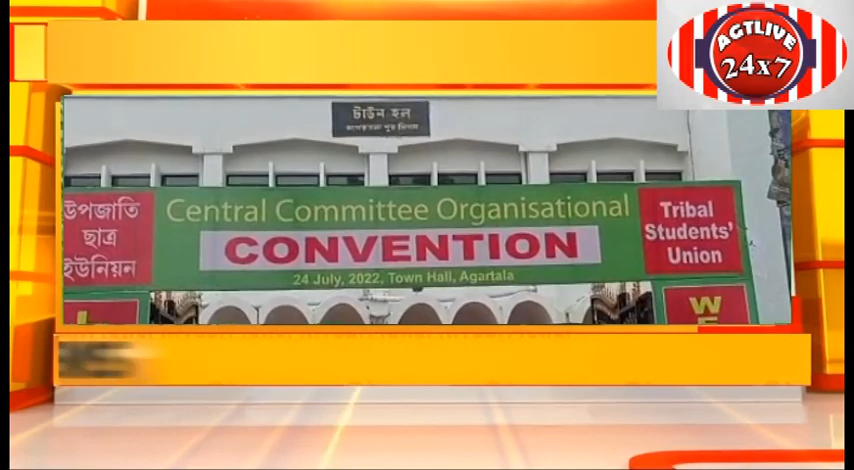 AGTLIVE
24x7
টাউন হল
উপজাতি
ছাত্র
ইউনিয়ন
Central Committee Organisational
CONVENTION
24 July, 2022, Town Hall, Agartala
Tribal
Students'
Union
W